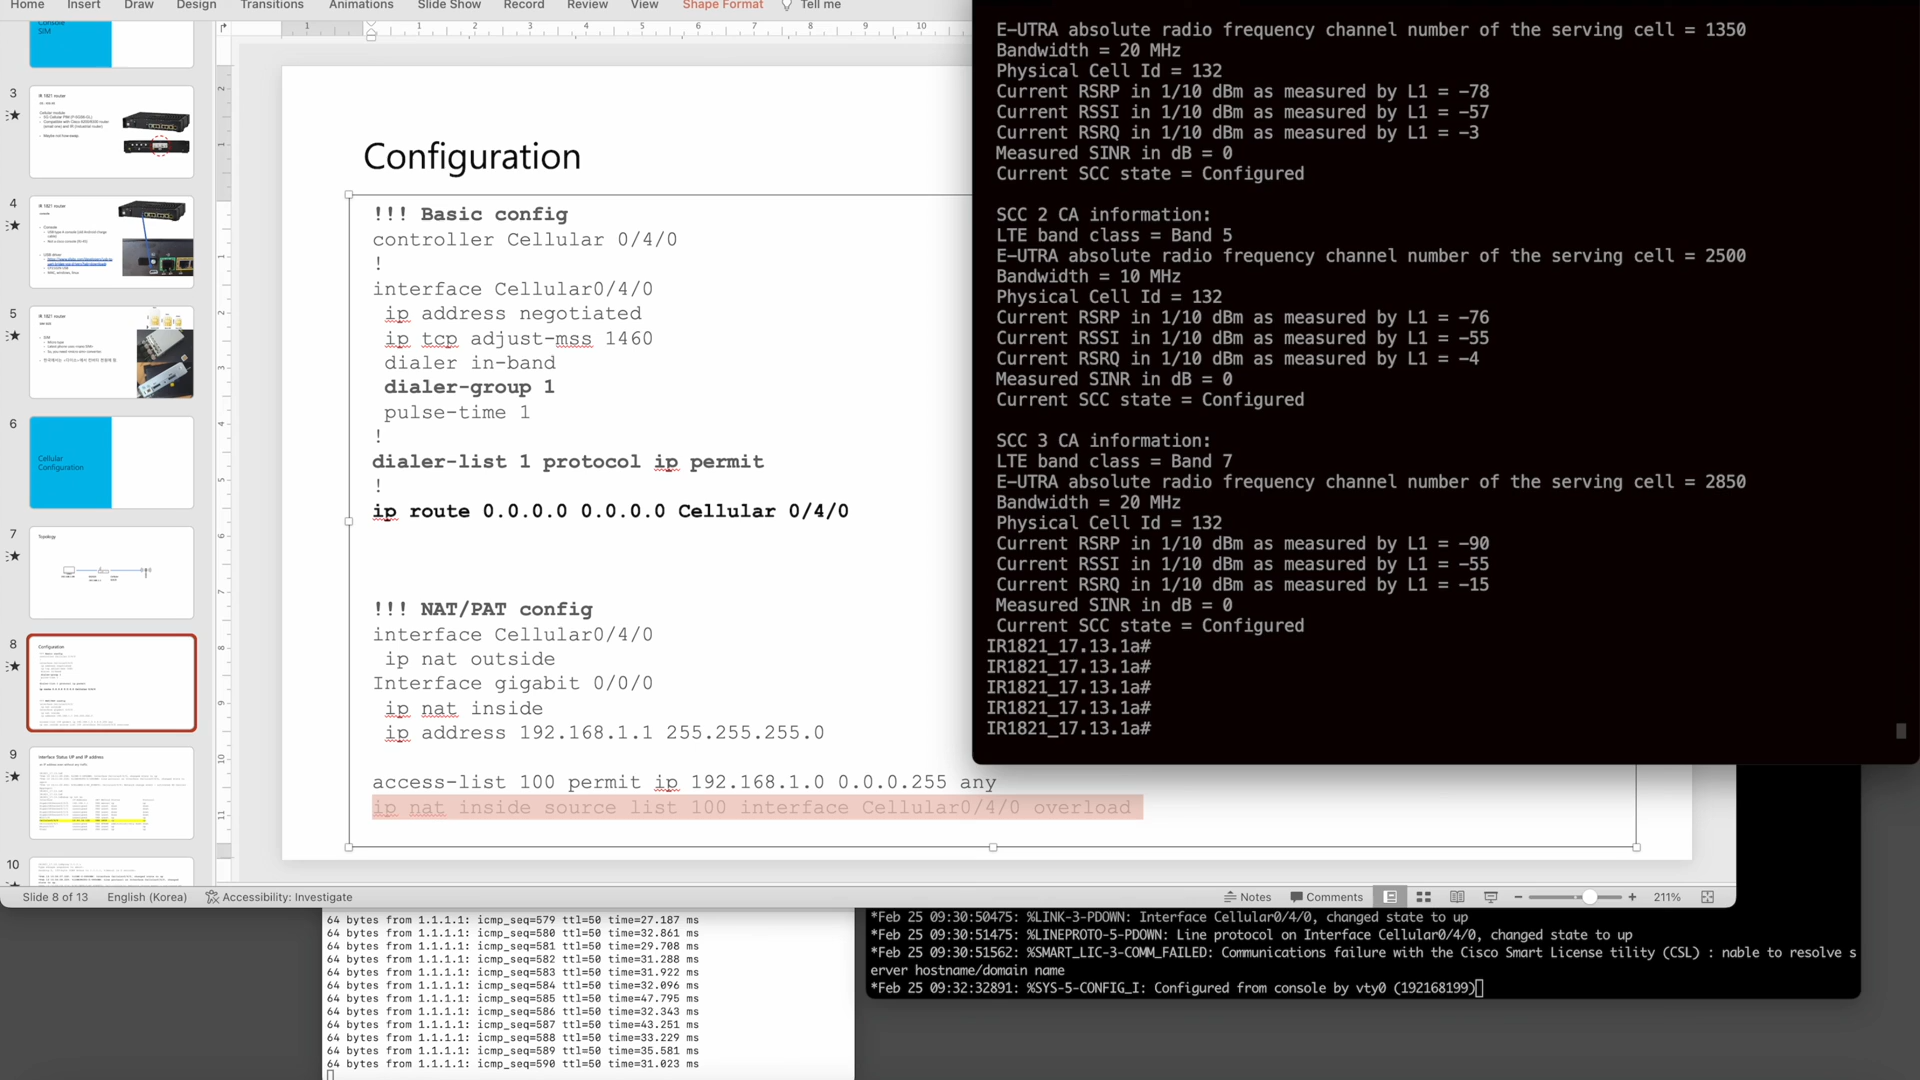 Home Insert Draw Design Transitions Animations Slide Show Record Review View Shape Format Tell me
Console
SIM
3
IR 1821 router
4
IR 1821 router
console
5
IR 1821 router
6
Cellular
Configuration
7
Topology
8
Configuration
9
Interface Status UP and IP address
10
Configuration
!!! Basic config
controller Cellular 0/4/0
!
interface Cellular0/4/0
ip address negotiated
ip tcp adjust-mss 1460
dialer in-band
dialer-group 1
pulse-time 1
!
dialer-list 1 protocol ip permit
!
ip route 0.0.0.0 0.0.0.0 Cellular 0/4/0
!!! NAT/PAT config
interface Cellular0/4/0
ip nat outside
Interface gigabit 0/0/0
ip nat inside
ip address 192.168.1.1 255.255.255.0
access-list 100 permit ip 192.168.1.0 0.0.0.255 any
ip nat inside source list 100 interface Cellular0/4/0 overload
E-UTRA absolute radio frequency channel number of the serving cell = 1350
Bandwidth = 20 MHz
Physical Cell Id = 132
Current RSRP in 1/10 dBm as measured by L1 = -78
Current RSSI in 1/10 dBm as measured by L1 = -57
Current RSRQ in 1/10 dBm as measured by L1 = -3
Measured SINR in dB = 0
Current SCC state = Configured
SCC 2 CA information:
LTE band class = Band 5
E-UTRA absolute radio frequency channel number of the serving cell = 2500
Bandwidth = 10 MHz
Physical Cell Id = 132
Current RSRP in 1/10 dBm as measured by L1 = -76
Current RSSI in 1/10 dBm as measured by L1 = -55
Current RSRQ in 1/10 dBm as measured by L1 = -4
Measured SINR in dB = 0
Current SCC state = Configured
SCC 3 CA information:
LTE band class = Band 7
E-UTRA absolute radio frequency channel number of the serving cell = 2850
Bandwidth = 20 MHz
Physical Cell Id = 132
Current RSRP in 1/10 dBm as measured by L1 = -90
Current RSSI in 1/10 dBm as measured by L1 = -55
Current RSRQ in 1/10 dBm as measured by L1 = -15
Measured SINR in dB = 0
Current SCC state = Configured
IR1821_17.13.1a#
IR1821_17.13.1a#
IR1821_17.13.1a#
IR1821_17.13.1a#
IR1821_17.13.1a#
Slide 8 of 13 English (Korea) Accessibility: Investigate Notes Comments 211%
64 bytes from 1.1.1.1: icmp_seq=579 ttl=50 time=27.187 ms
64 bytes from 1.1.1.1: icmp_seq=580 ttl=50 time=32.861 ms
64 bytes from 1.1.1.1: icmp_seq=581 ttl=50 time=29.708 ms
64 bytes from 1.1.1.1: icmp_seq=582 ttl=50 time=31.288 ms
64 bytes from 1.1.1.1: icmp_seq=583 ttl=50 time=31.922 ms
64 bytes from 1.1.1.1: icmp_seq=584 ttl=50 time=32.096 ms
64 bytes from 1.1.1.1: icmp_seq=585 ttl=50 time=47.795 ms
64 bytes from 1.1.1.1: icmp_seq=586 ttl=50 time=32.343 ms
64 bytes from 1.1.1.1: icmp_seq=587 ttl=50 time=43.251 ms
64 bytes from 1.1.1.1: icmp_seq=588 ttl=50 time=33.229 ms
64 bytes from 1.1.1.1: icmp_seq=589 ttl=50 time=35.581 ms
64 bytes from 1.1.1.1: icmp_seq=590 ttl=50 time=31.023 ms
*Feb 25 09:30:50475: %LINK-3-PDOWN: Interface Cellular0/4/0, changed state to up
*Feb 25 09:30:51475: %LINEPROTO-5-PDOWN: Line protocol on Interface Cellular0/4/0, changed state to up
*Feb 25 09:30:51562: %SMART_LIC-3-COMM_FAILED: Communications failure with the Cisco Smart License tility (CSL) : nable to resolve s
erver hostname/domain name
*Feb 25 09:32:32891: %SYS-5-CONFIG_I: Configured from console by vty0 (192168199)